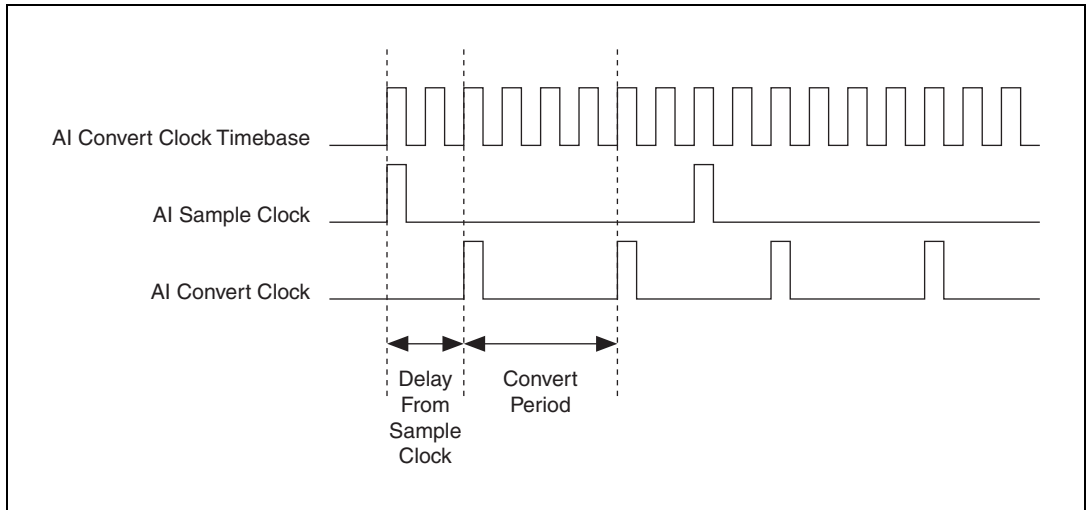 AI Convert Clock Timebase
AI Sample Clock
AI Convert Clock
Delay
From
Sample
Clock
Convert
Period